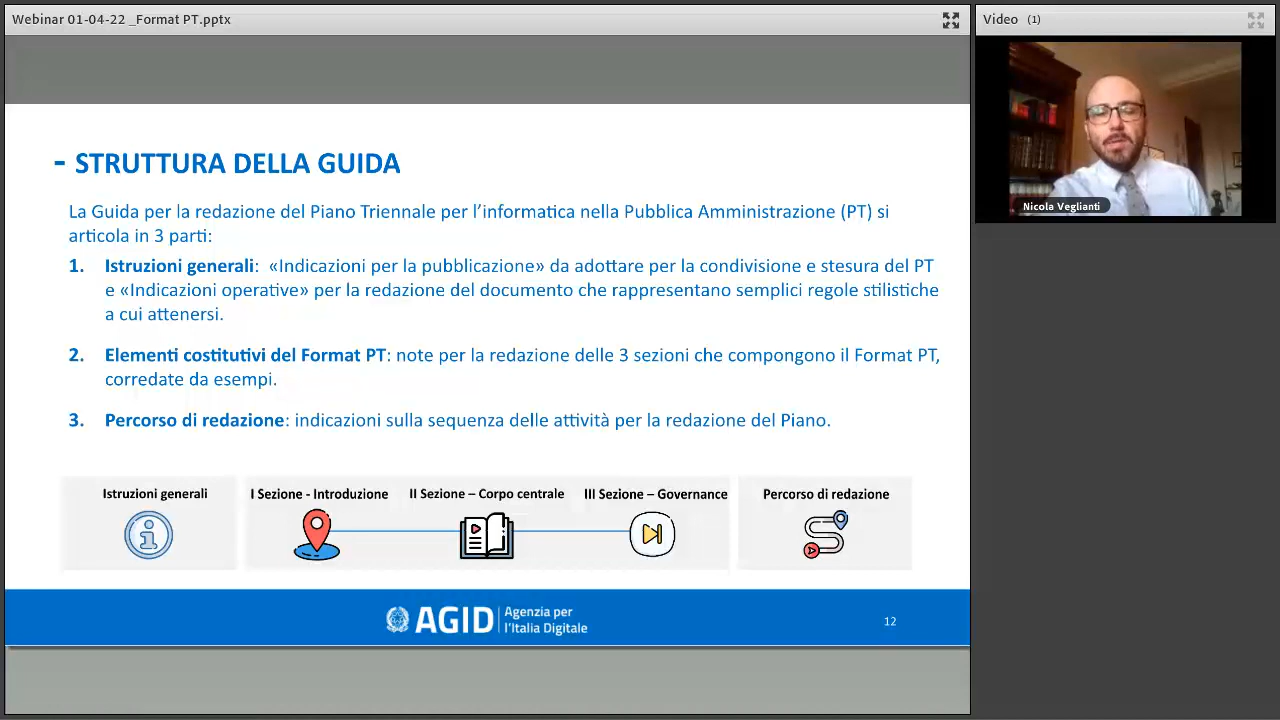 Webinar 01-04-22 _Format PT.pptx
Video (1)
Nicola Veglianti
- STRUTTURA DELLA GUIDA
La Guida per la redazione del Piano Triennale per l’informatica nella Pubblica Amministrazione (PT) si
articola in 3 parti:
1. Istruzioni generali: «Indicazioni per la pubblicazione» da adottare per la condivisione e stesura del PT
e «Indicazioni operative» per la redazione del documento che rappresentano semplici regole stilistiche
a cui attenersi.
2. Elementi costitutivi del Format PT: note per la redazione delle 3 sezioni che compongono il Format PT,
corredate da esempi.
3. Percorso di redazione: indicazioni sulla sequenza delle attività per la redazione del Piano.
Istruzioni generali
I Sezione - Introduzione
II Sezione – Corpo centrale
III Sezione – Governance
Percorso di redazione
AGID
Agenzia per
l’Italia Digitale
12